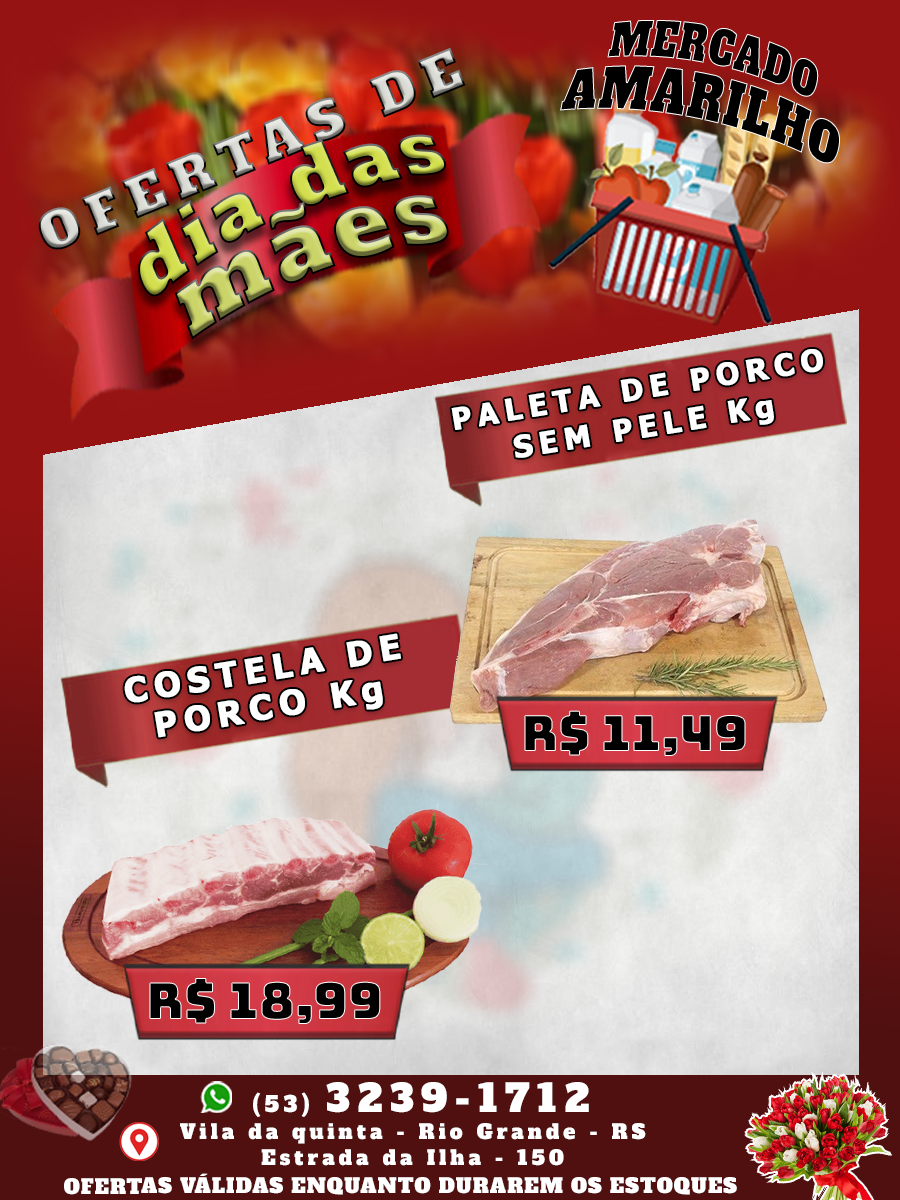 OFERTAS DE
dia das
mães
MERCADO
AMARILHO
PALETA DE PORCO
SEM PELE Kg
R$ 11,49
COSTELA DE
PORCO Kg
R$ 18,99
(53) 3239-1712
Vila da quinta - Rio Grande - RS
Estrada da Ilha - 150
OFERTAS VÁLIDAS ENQUANTO DURAREM OS ESTOQUES